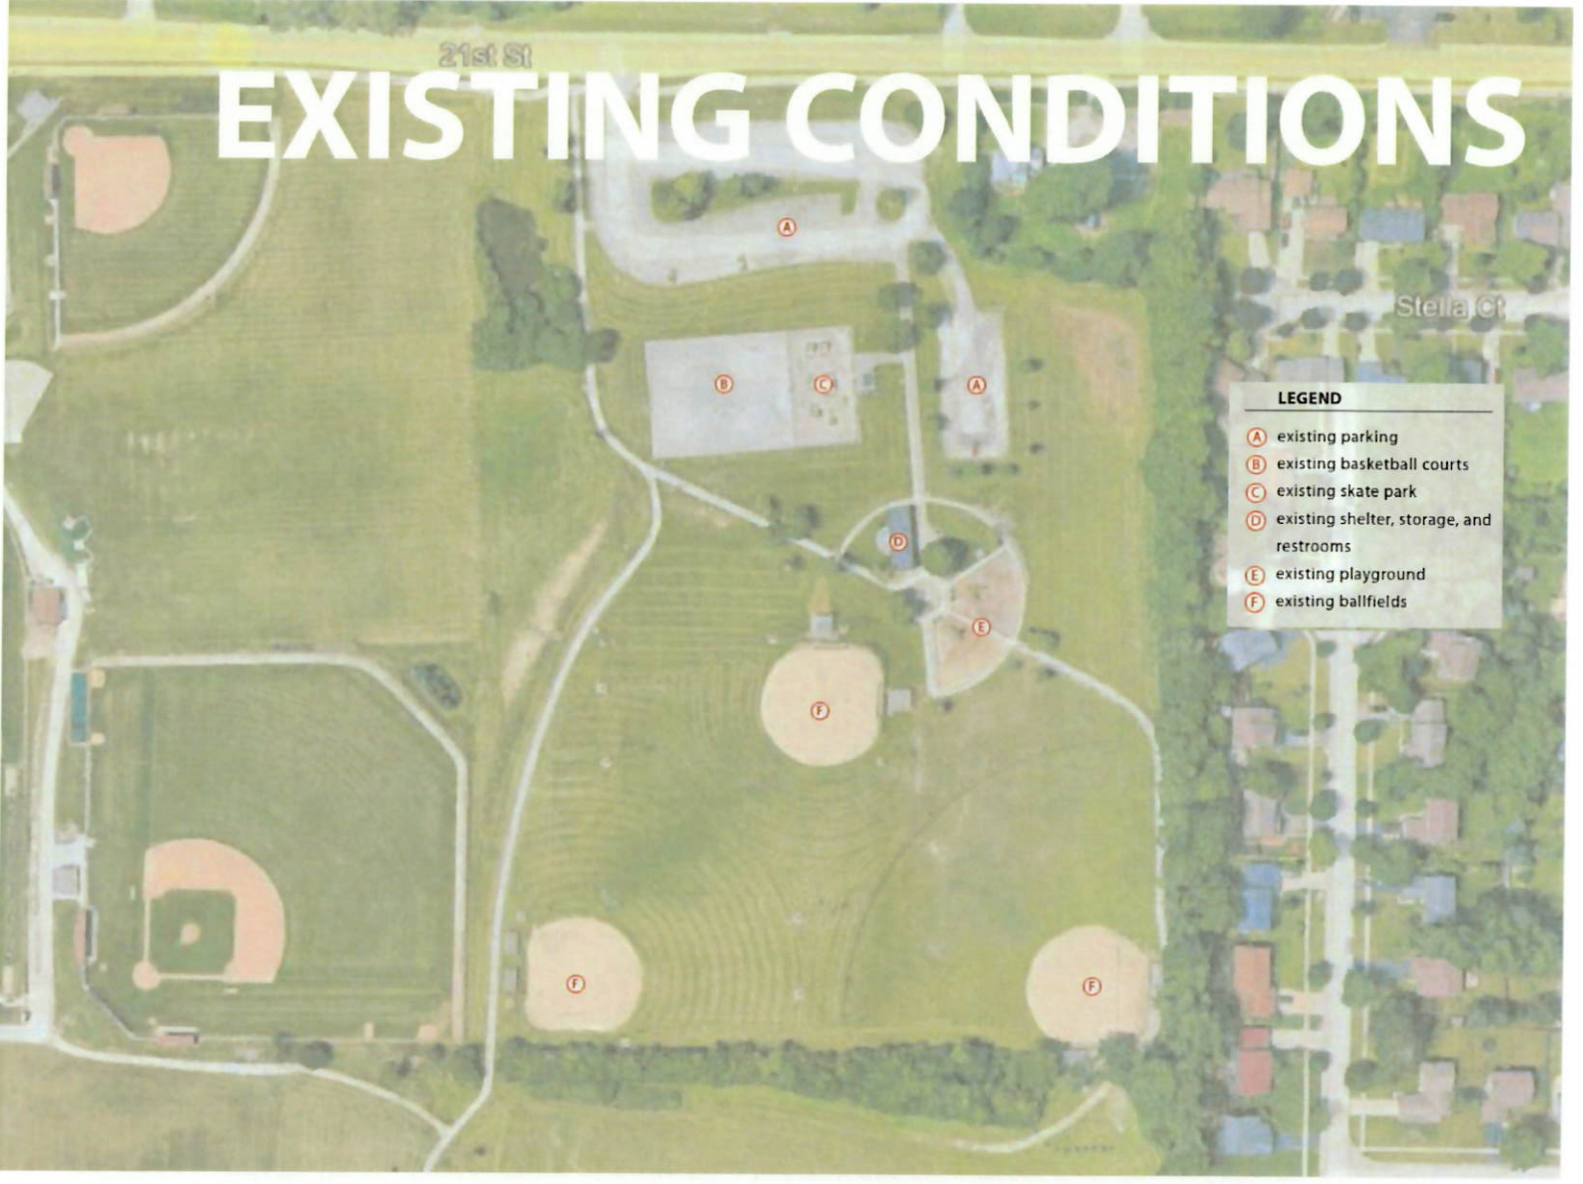 21st St
EXISTING CONDITIONS
A
Stella Ct
B
C
A
LEGEND
A existing parking
B existing basketball courts
C existing skate park
D existing shelter, storage, and
restrooms
E existing playground
F existing ballfields
D
E
F
F
F